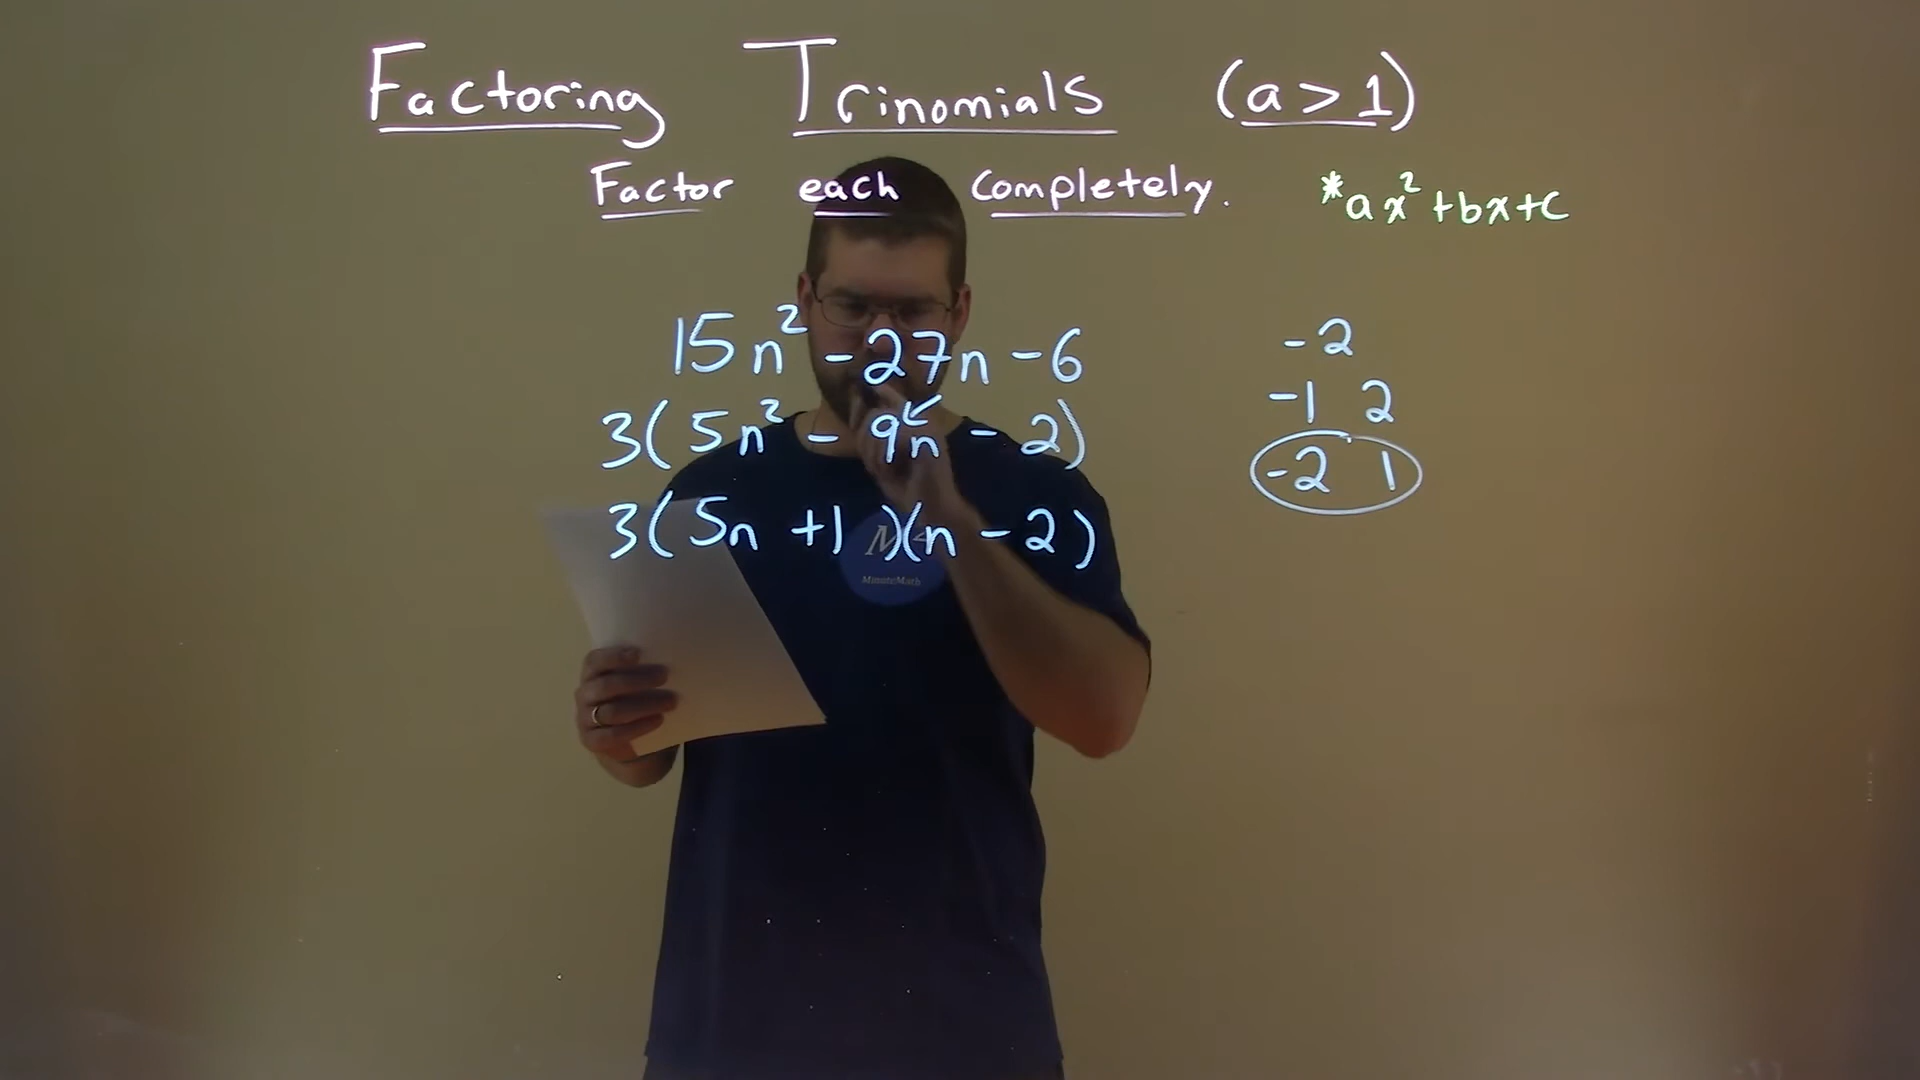 Factoring Trinomials (a > 1)
Factor each completely.
*ax²+bx+c
15n² - 27n - 6
3(5n² - 9n - 2)
3(5n +1)(n - 2)
-2
-1 2
-2 1
MinuteMath